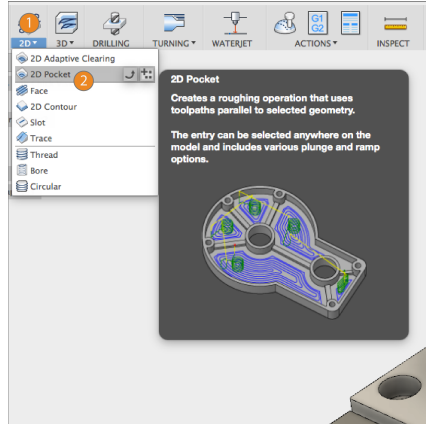 1
G1
G2
2D▾ 3D▾ DRILLING TURNING▾ WATERJET ACTIONS▾ INSPECT
2D Adaptive Clearing
2D Pocket 2
Face
2D Contour
Slot
Trace
Thread
Bore
Circular
2D Pocket
Creates a roughing operation that uses
toolpaths parallel to selected geometry.
The entry can be selected anywhere on the
model and includes various plunge and ramp
options.